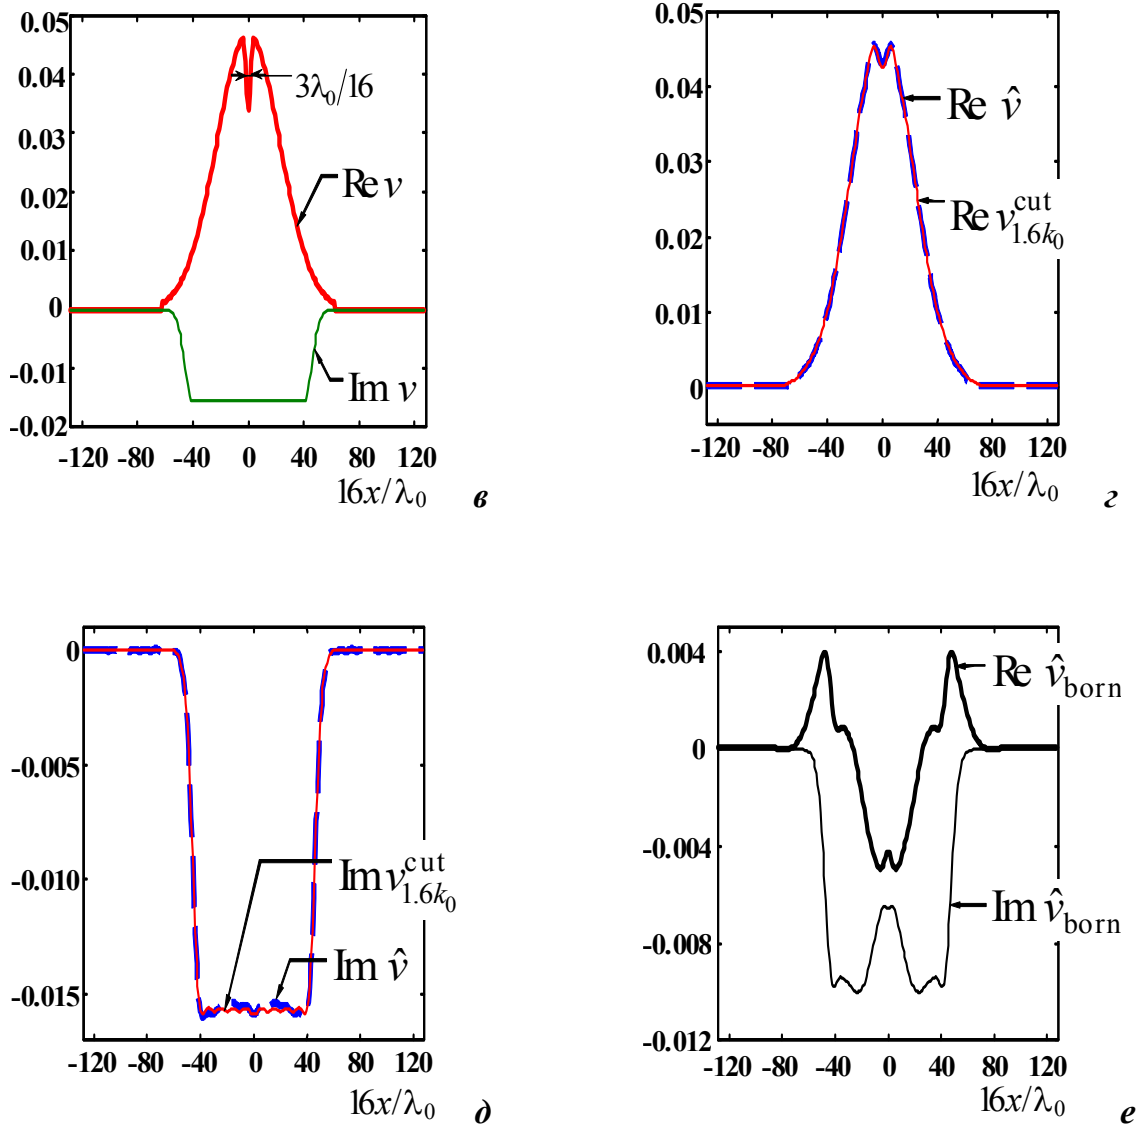 0.05
0.04
3λ₀/16
0.03
0.02
Re v
0.01
0
-0.01
Im v
-0.02
-120 -80 -40 0 40 80 120
16x/λ₀
в
0.05
0.04
Re v̂
0.03
Re v^cut_1.6k₀
0.02
0.01
0
-120 -80 -40 0 40 80 120
16x/λ₀
г
0
-0.005
-0.010
Im v^cut_1.6k₀
Im v̂
-0.015
-120 -80 -40 0 40 80 120
16x/λ₀
д
0.004
Re v̂_born
0
-0.004
Im v̂_born
-0.008
-0.012
-120 -80 -40 0 40 80 120
16x/λ₀
е